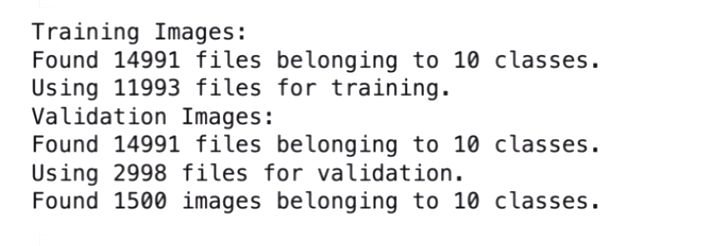 Training Images:
Found 14991 files belonging to 10 classes.
Using 11993 files for training.
Validation Images:
Found 14991 files belonging to 10 classes.
Using 2998 files for validation.
Found 1500 images belonging to 10 classes.